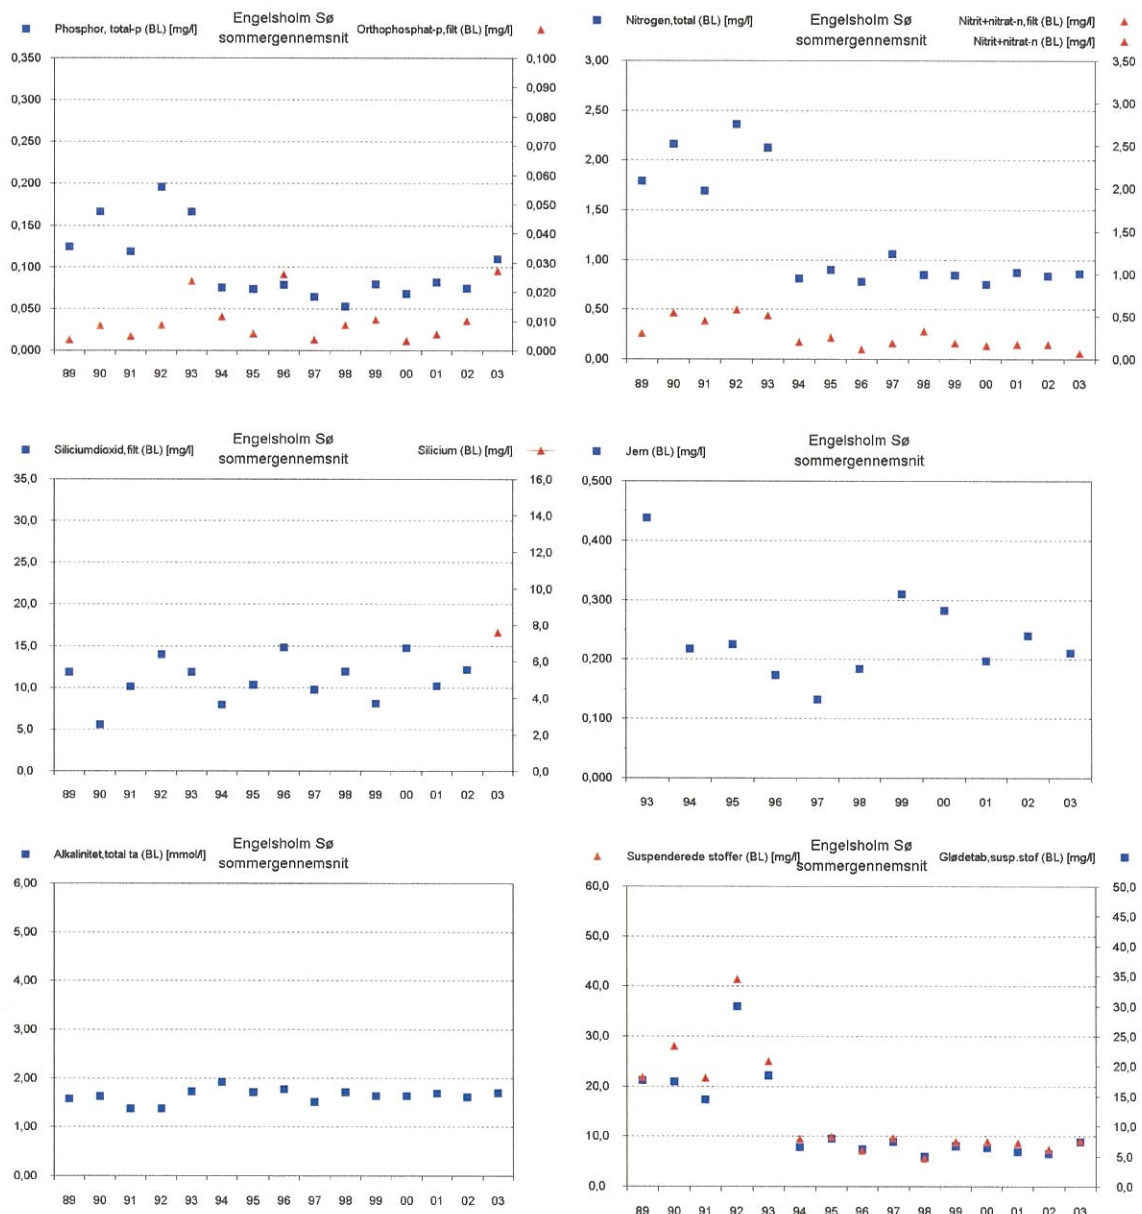 Engelsholm Sø
sommergennemsnit
Phosphor, total-p (BL) [mg/l]
Orthophosphat-p,filt (BL) [mg/l]
0,350
0,300
0,250
0,200
0,150
0,100
0,050
0,000
0,100
0,090
0,080
0,070
0,060
0,050
0,040
0,030
0,020
0,010
0,000
89 90 91 92 93 94 95 96 97 98 99 00 01 02 03
Engelsholm Sø
sommergennemsnit
Nitrogen,total (BL) [mg/l]
Nitrit+nitrat-n,filt (BL) [mg/l]
Nitrit+nitrat-n (BL) [mg/l]
3,00
2,50
2,00
1,50
1,00
0,50
0,00
3,50
3,00
2,50
2,00
1,50
1,00
0,50
0,00
89 90 91 92 93 94 95 96 97 98 99 00 01 02 03
Engelsholm Sø
sommergennemsnit
Siliciumdioxid,filt (BL) [mg/l]
Silicium (BL) [mg/l]
35,0
30,0
25,0
20,0
15,0
10,0
5,0
0,0
16,0
14,0
12,0
10,0
8,0
6,0
4,0
2,0
0,0
89 90 91 92 93 94 95 96 97 98 99 00 01 02 03
Engelsholm Sø
sommergennemsnit
Jern (BL) [mg/l]
0,500
0,400
0,300
0,200
0,100
0,000
93 94 95 96 97 98 99 00 01 02 03
Engelsholm Sø
sommergennemsnit
Alkalinitet,total ta (BL) [mmol/l]
6,00
5,00
4,00
3,00
2,00
1,00
0,00
89 90 91 92 93 94 95 96 97 98 99 00 01 02 03
Engelsholm Sø
sommergennemsnit
Suspenderede stoffer (BL) [mg/l]
Glødetab,susp.stof (BL) [mg/l]
60,0
50,0
40,0
30,0
20,0
10,0
0,0
50,0
45,0
40,0
35,0
30,0
25,0
20,0
15,0
10,0
5,0
0,0
89 90 91 92 93 94 95 96 97 98 99 00 01 02 03